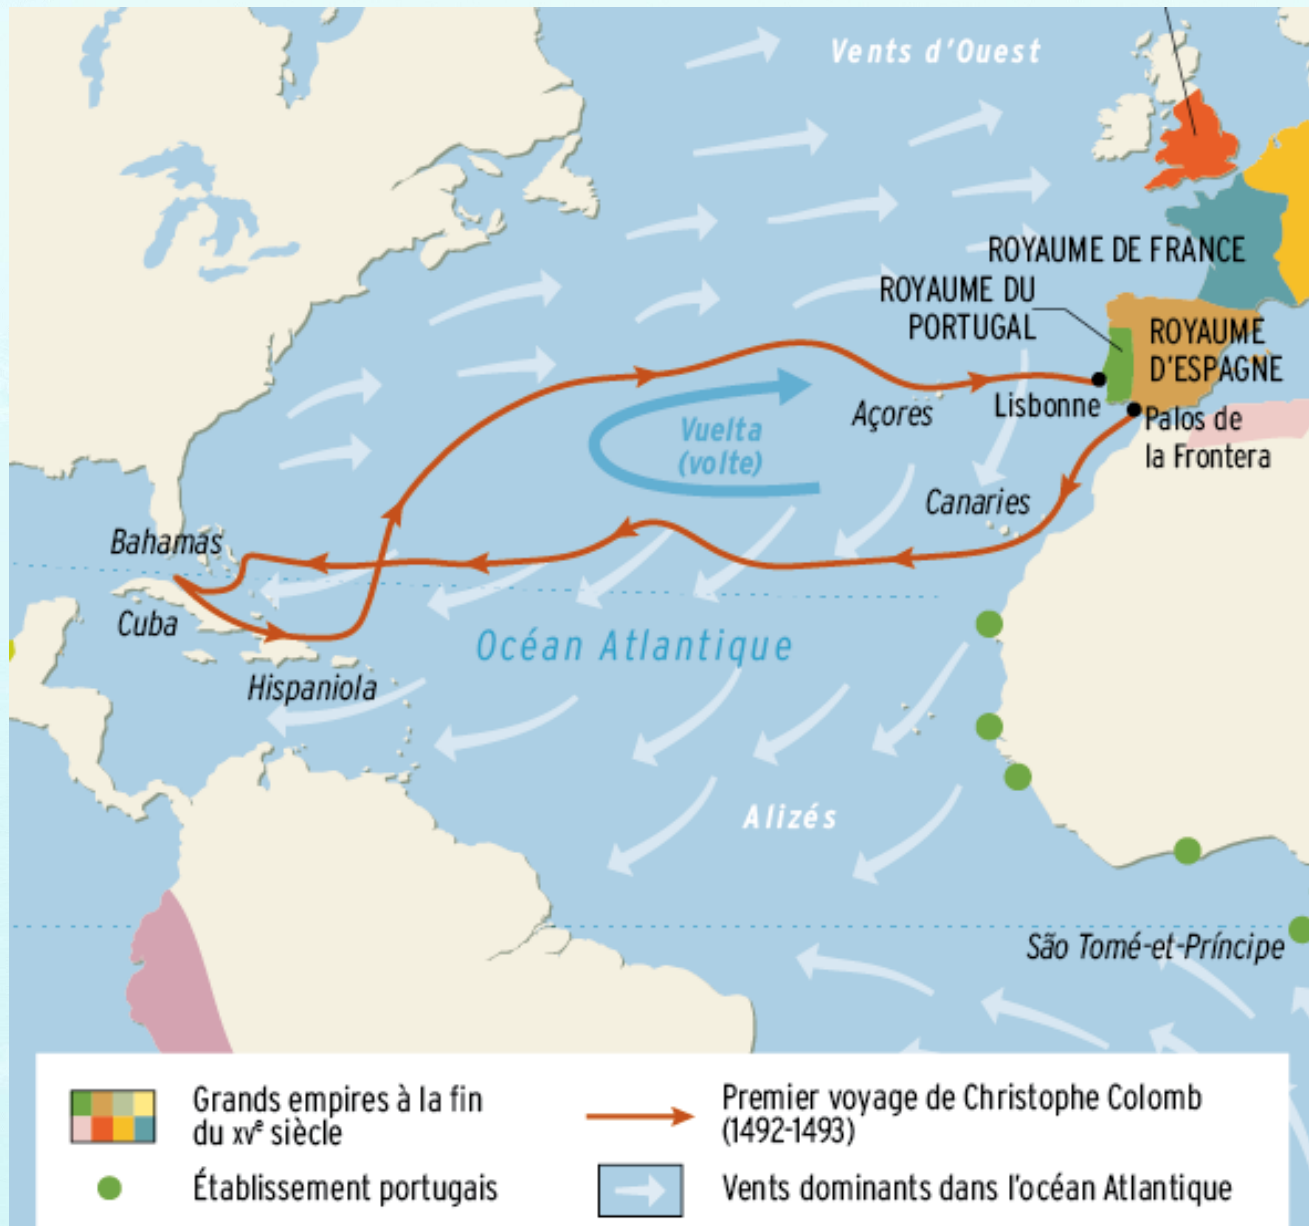 Vents d'Ouest
ROYAUME DE FRANCE
ROYAUME DU
PORTUGAL
ROYAUME
D'ESPAGNE
Açores
Lisbonne
Palos de
la Frontera
Vuelta
(volte)
Canaries
Bahamas
Cuba
Océan Atlantique
Hispaniola
Alizés
São Tomé-et-Príncipe
Grands empires à la fin
du XVe siècle
Premier voyage de Christophe Colomb
(1492-1493)
Établissement portugais
Vents dominants dans l'océan Atlantique